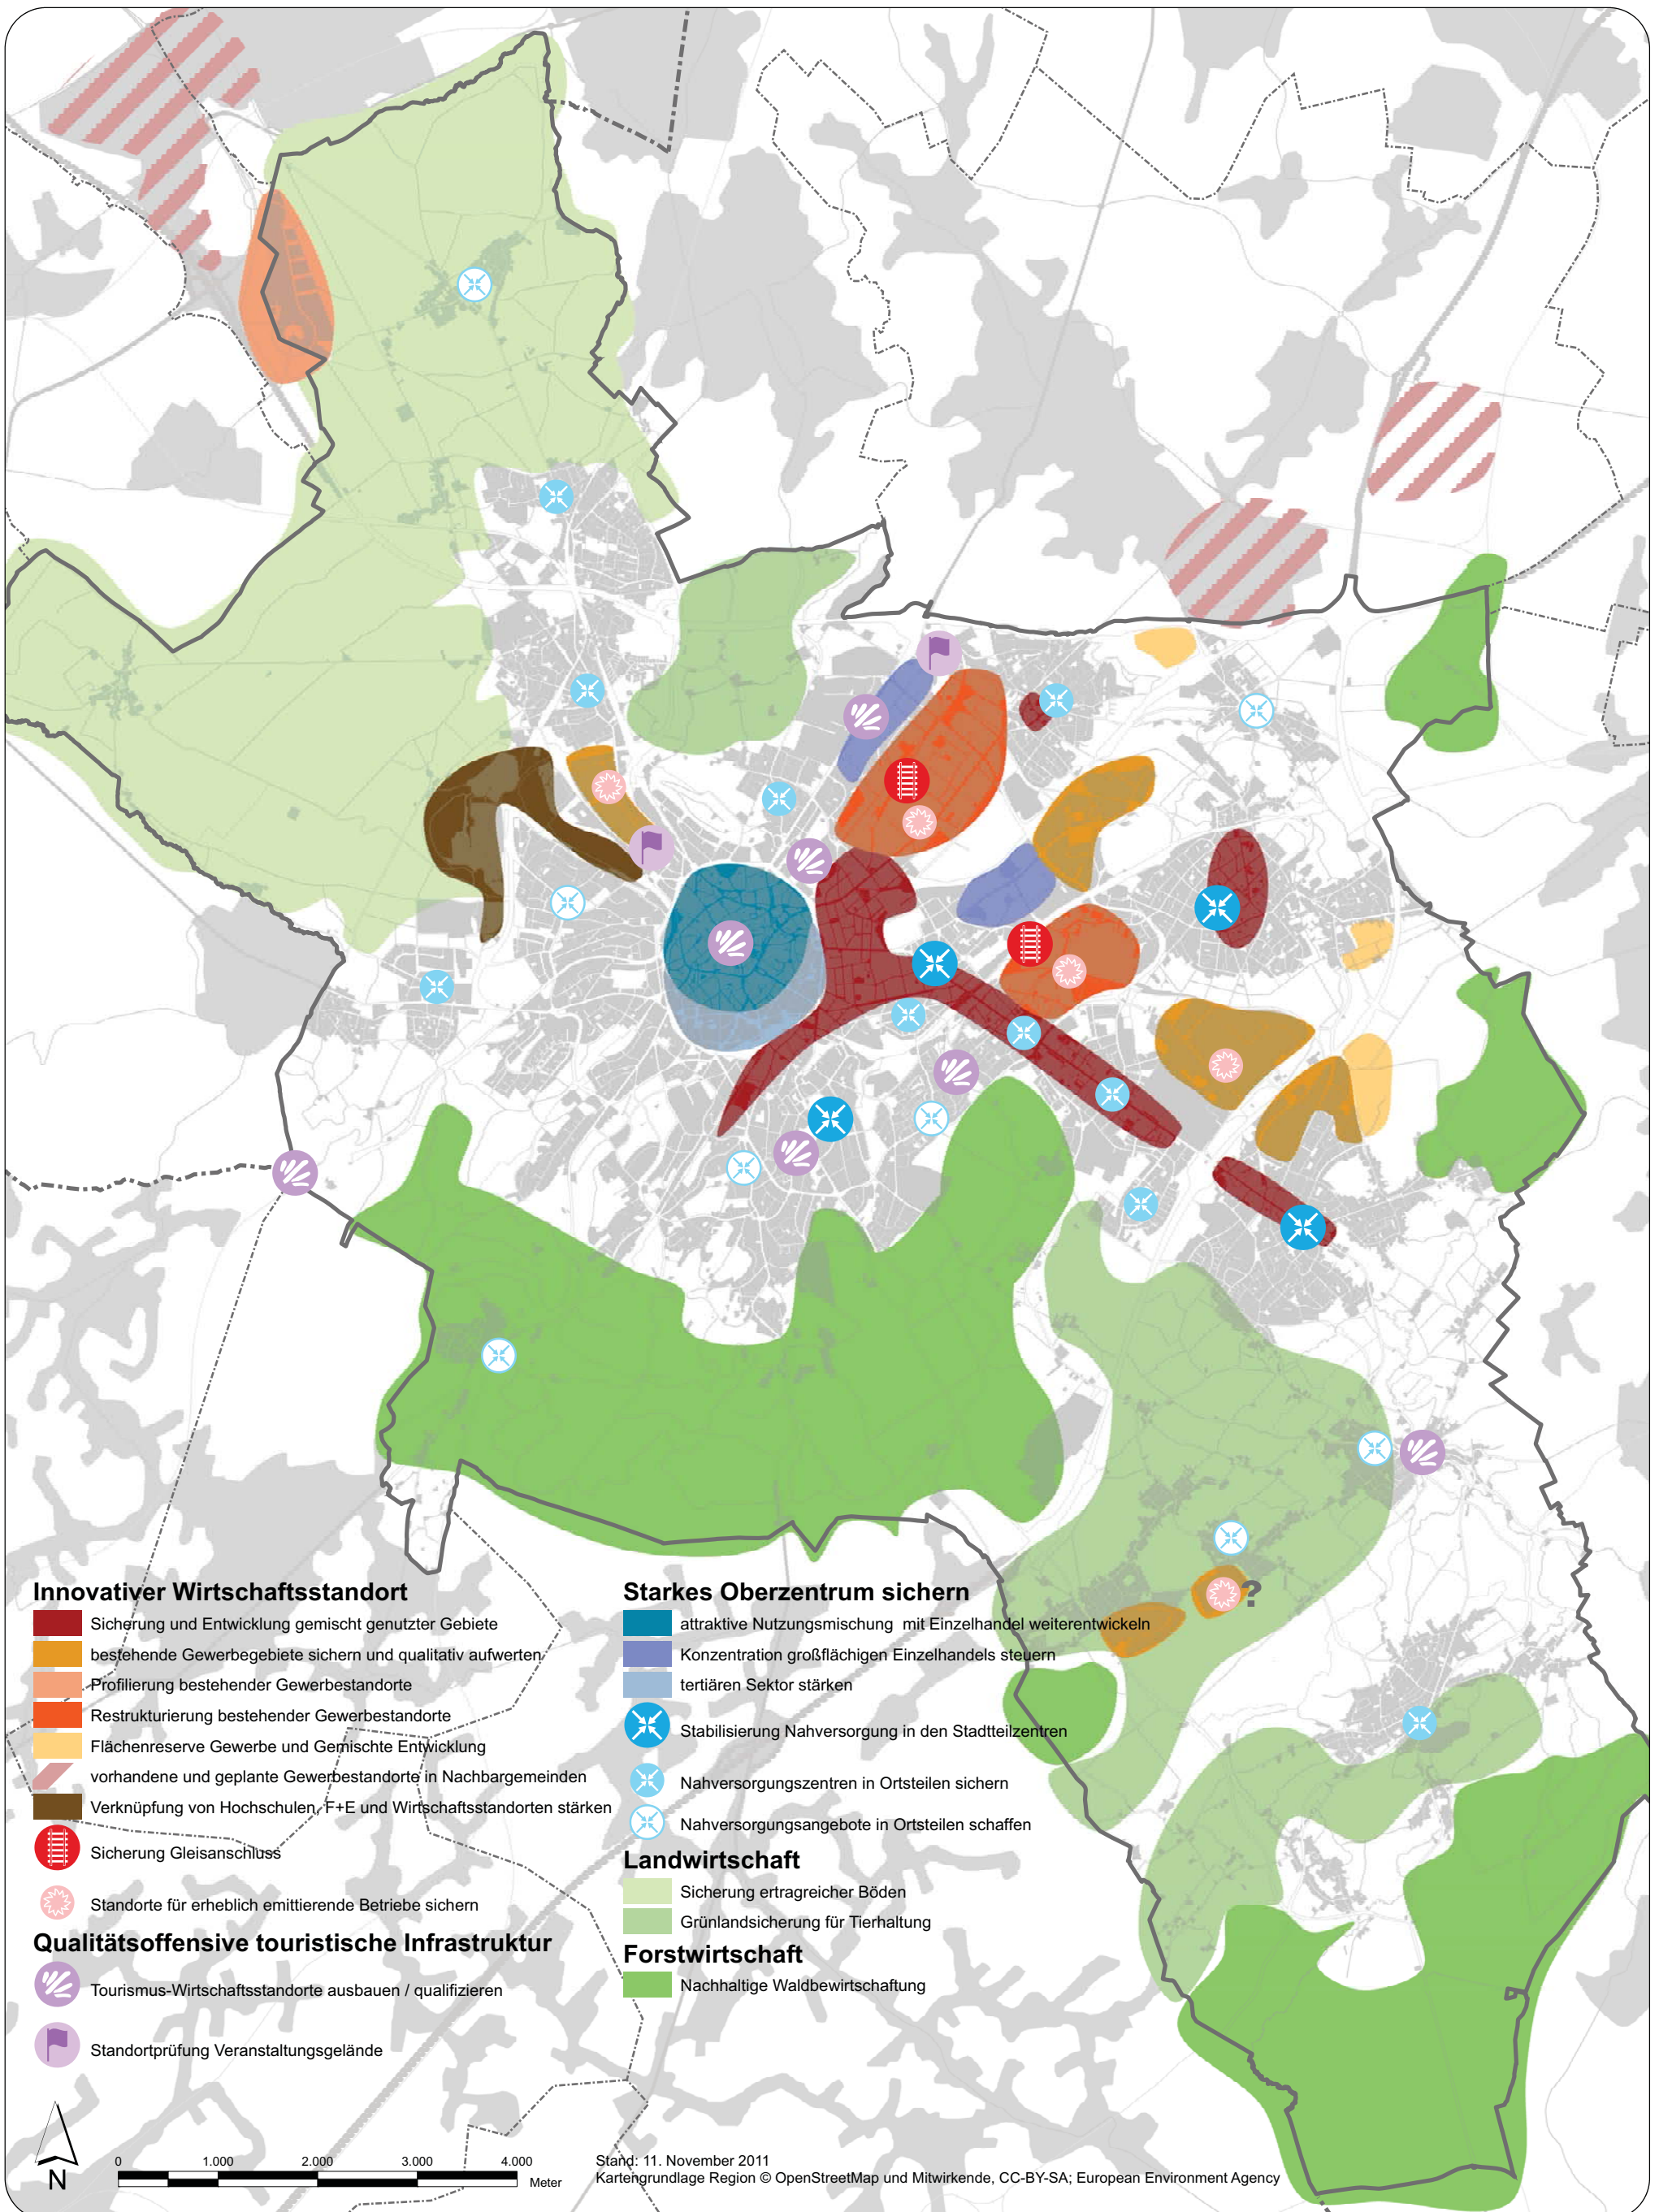 ?
Innovativer Wirtschaftsstandort
Sicherung und Entwicklung gemischt genutzter Gebiete
bestehende Gewerbegebiete sichern und qualitativ aufwerten
Profilierung bestehender Gewerbestandorte
Restrukturierung bestehender Gewerbestandorte
Flächenreserve Gewerbe und Gemischte Entwicklung
vorhandene und geplante Gewerbestandorte in Nachbargemeinden
Verknüpfung von Hochschulen, F+E und Wirtschaftsstandorten stärken
Sicherung Gleisanschluss
Standorte für erheblich emittierende Betriebe sichern
Qualitätsoffensive touristische Infrastruktur
Tourismus-Wirtschaftsstandorte ausbauen / qualifizieren
Standortprüfung Veranstaltungsgelände
Starkes Oberzentrum sichern
attraktive Nutzungsmischung mit Einzelhandel weiterentwickeln
Konzentration großflächigen Einzelhandels steuern
tertiären Sektor stärken
Stabilisierung Nahversorgung in den Stadtteilzentren
Nahversorgungszentren in Ortsteilen sichern
Nahversorgungsangebote in Ortsteilen schaffen
Landwirtschaft
Sicherung ertragreicher Böden
Grünlandsicherung für Tierhaltung
Forstwirtschaft
Nachhaltige Waldbewirtschaftung
N
0 1.000 2.000 3.000 4.000
Meter
Stand: 11. November 2011
Kartengrundlage Region © OpenStreetMap und Mitwirkende, CC-BY-SA; European Environment Agency